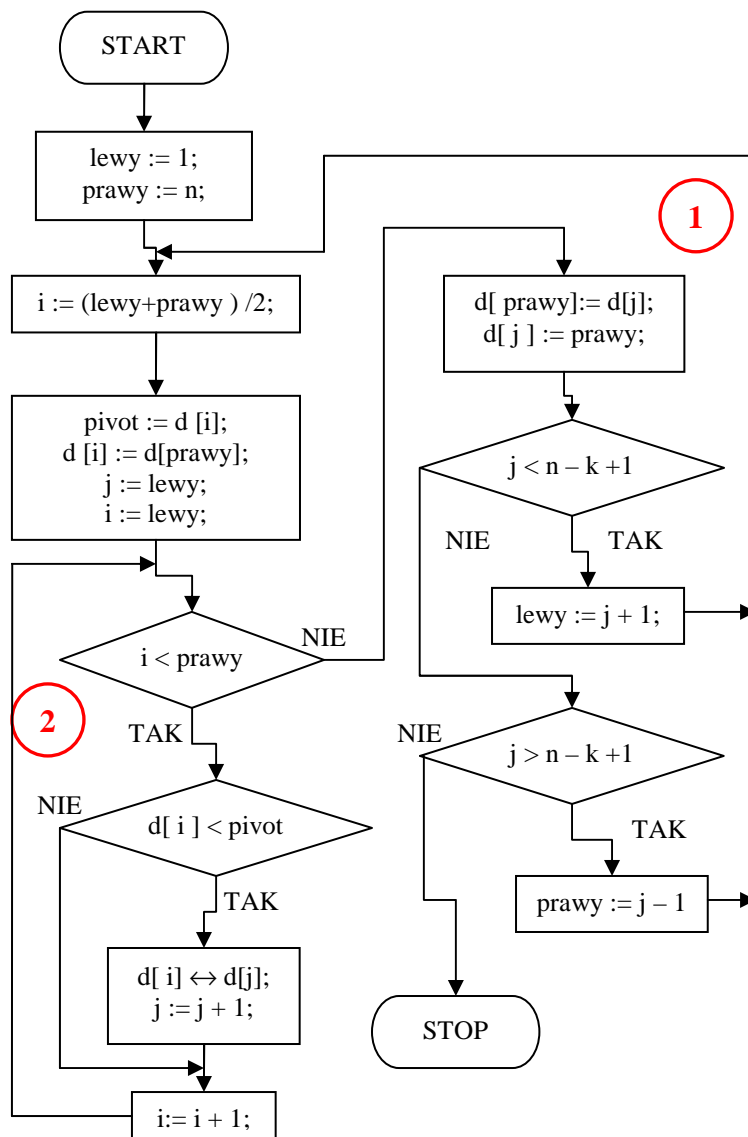 START
lewy := 1;
prawy := n;
i := (lewy+prawy ) /2;
pivot := d [i];
d [i] := d[prawy];
j := lewy;
i := lewy;
i < prawy
NIE
TAK
2
d[ i ] < pivot
NIE
TAK
d[ i] ↔ d[j];
j := j + 1;
i:= i + 1;
1
d[ prawy]:= d[j];
d[ j ] := prawy;
j < n – k +1
NIE
TAK
lewy := j + 1;
j > n – k +1
NIE
TAK
prawy := j – 1
STOP